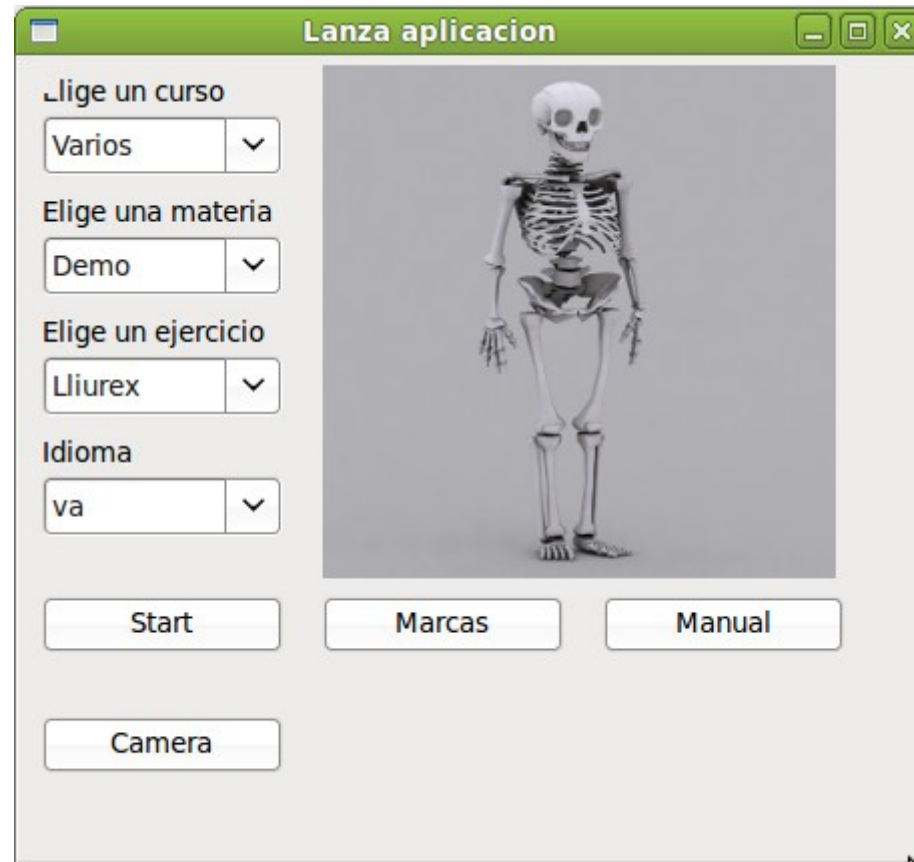 Lanza aplicacion
Elige un curso
Varios
Elige una materia
Demo
Elige un ejercicio
Lliurex
Idioma
va
Start
Marcas
Manual
Camera